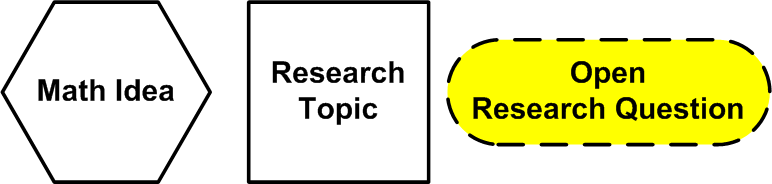 Math Idea
Research
Topic
Open
Research Question